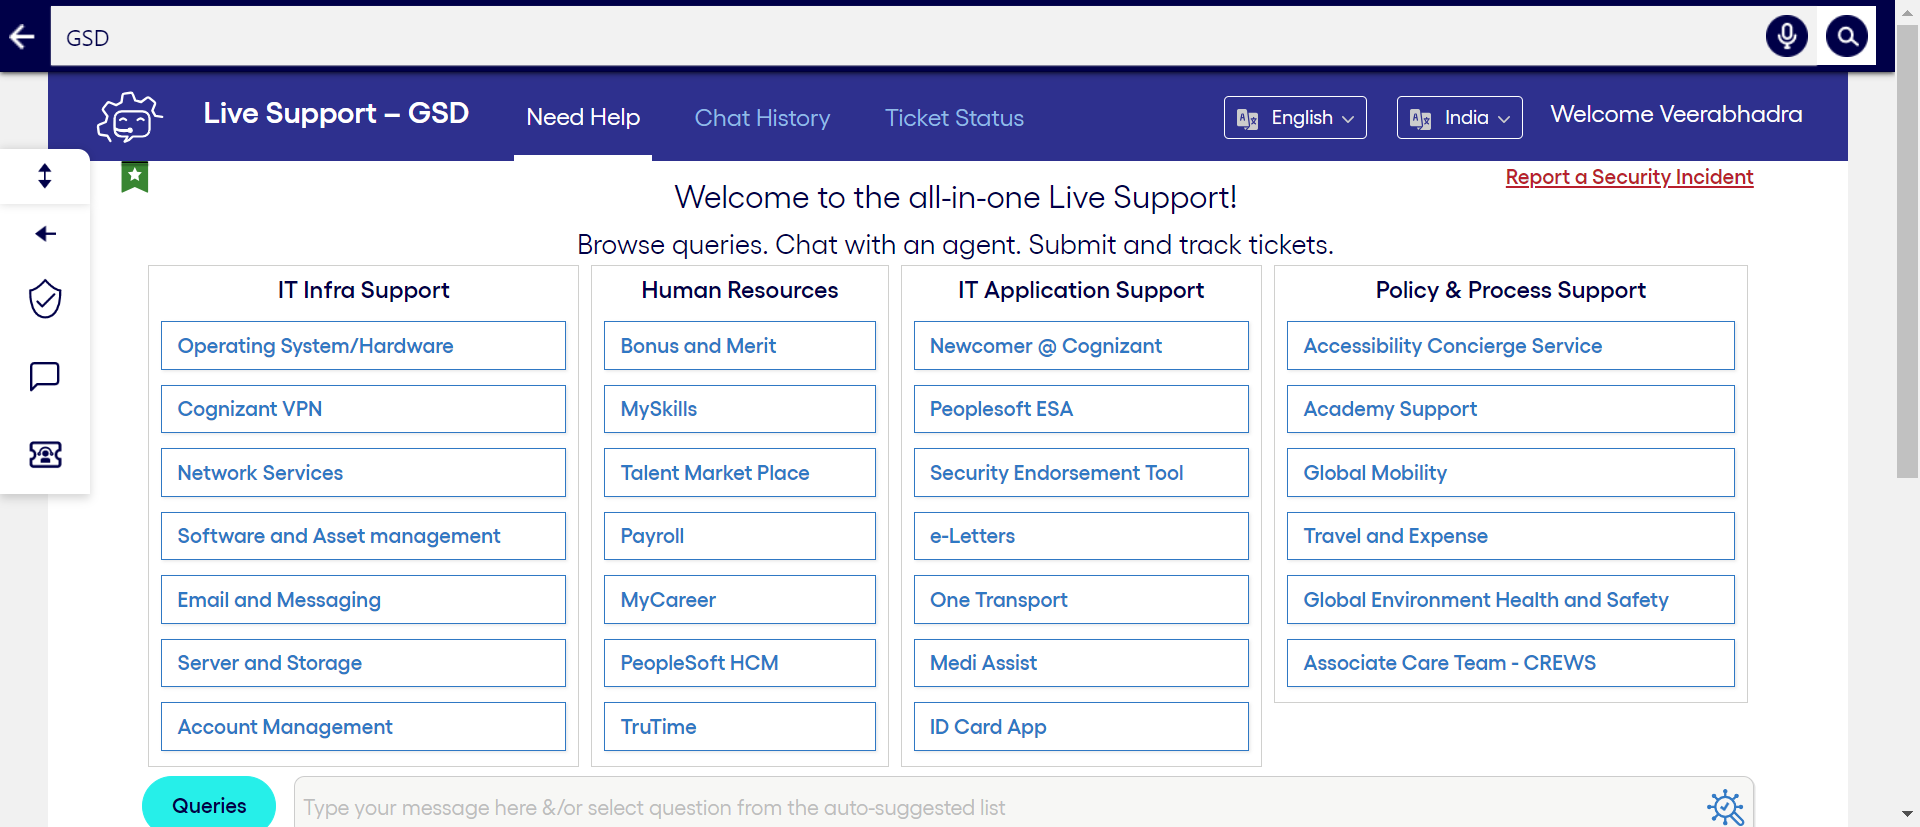 GSD
Live Support – GSD
Need Help
Chat History
Ticket Status
English
India
Welcome Veerabhadra
Report a Security Incident
Welcome to the all-in-one Live Support!
Browse queries. Chat with an agent. Submit and track tickets.
IT Infra Support
Operating System/Hardware
Cognizant VPN
Network Services
Software and Asset management
Email and Messaging
Server and Storage
Account Management
Human Resources
Bonus and Merit
MySkills
Talent Market Place
Payroll
MyCareer
PeopleSoft HCM
TruTime
IT Application Support
Newcomer @ Cognizant
Peoplesoft ESA
Security Endorsement Tool
e-Letters
One Transport
Medi Assist
ID Card App
Policy & Process Support
Accessibility Concierge Service
Academy Support
Global Mobility
Travel and Expense
Global Environment Health and Safety
Associate Care Team - CREWS
Queries
Type your message here &/or select question from the auto-suggested list